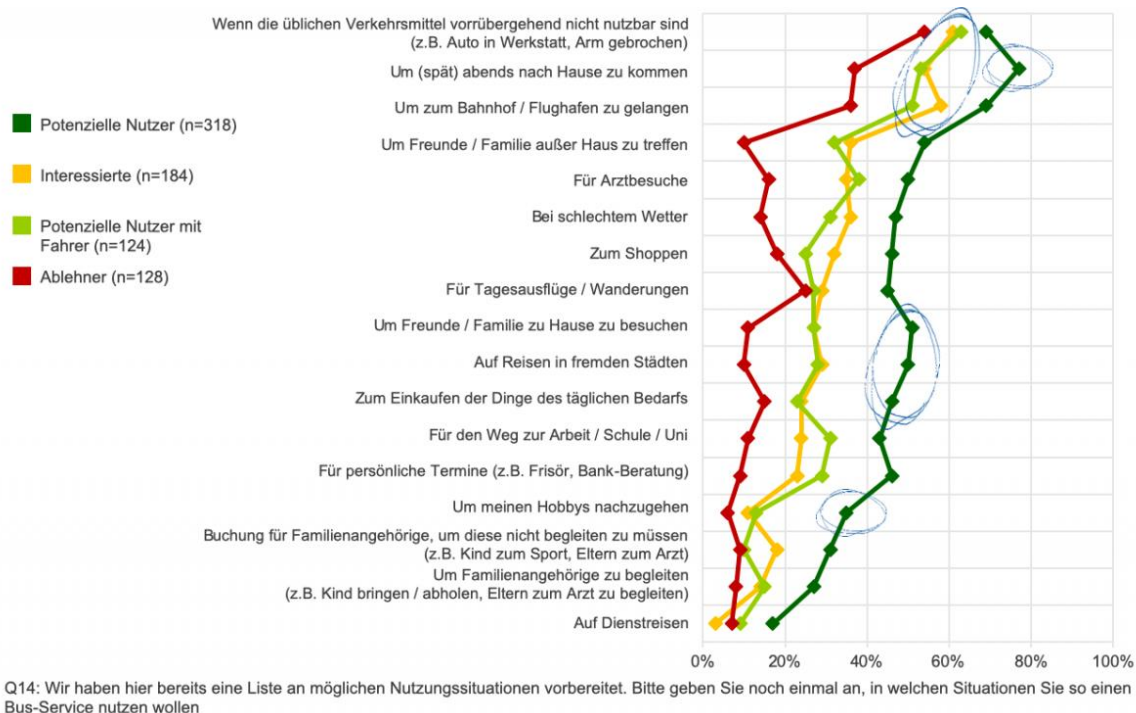 Wenn die üblichen Verkehrsmittel vorrübergehend nicht nutzbar sind
(z.B. Auto in Werkstatt, Arm gebrochen)
Um (spät) abends nach Hause zu kommen
Um zum Bahnhof / Flughafen zu gelangen
Um Freunde / Familie außer Haus zu treffen
Für Arztbesuche
Bei schlechtem Wetter
Zum Shoppen
Für Tagesausflüge / Wanderungen
Um Freunde / Familie zu Hause zu besuchen
Auf Reisen in fremden Städten
Zum Einkaufen der Dinge des täglichen Bedarfs
Für den Weg zur Arbeit / Schule / Uni
Für persönliche Termine (z.B. Frisör, Bank-Beratung)
Um meinen Hobbys nachzugehen
Buchung für Familienangehörige, um diese nicht begleiten zu müssen
(z.B. Kind zum Sport, Eltern zum Arzt)
Um Familienangehörige zu begleiten
(z.B. Kind bringen / abholen, Eltern zum Arzt zu begleiten)
Auf Dienstreisen
Potenzielle Nutzer (n=318)
Interessierte (n=184)
Potenzielle Nutzer mit
Fahrer (n=124)
Ablehner (n=128)
0% 20% 40% 60% 80% 100%
Q14: Wir haben hier bereits eine Liste an möglichen Nutzungssituationen vorbereitet. Bitte geben Sie noch einmal an, in welchen Situationen Sie so einen
Bus-Service nutzen wollen